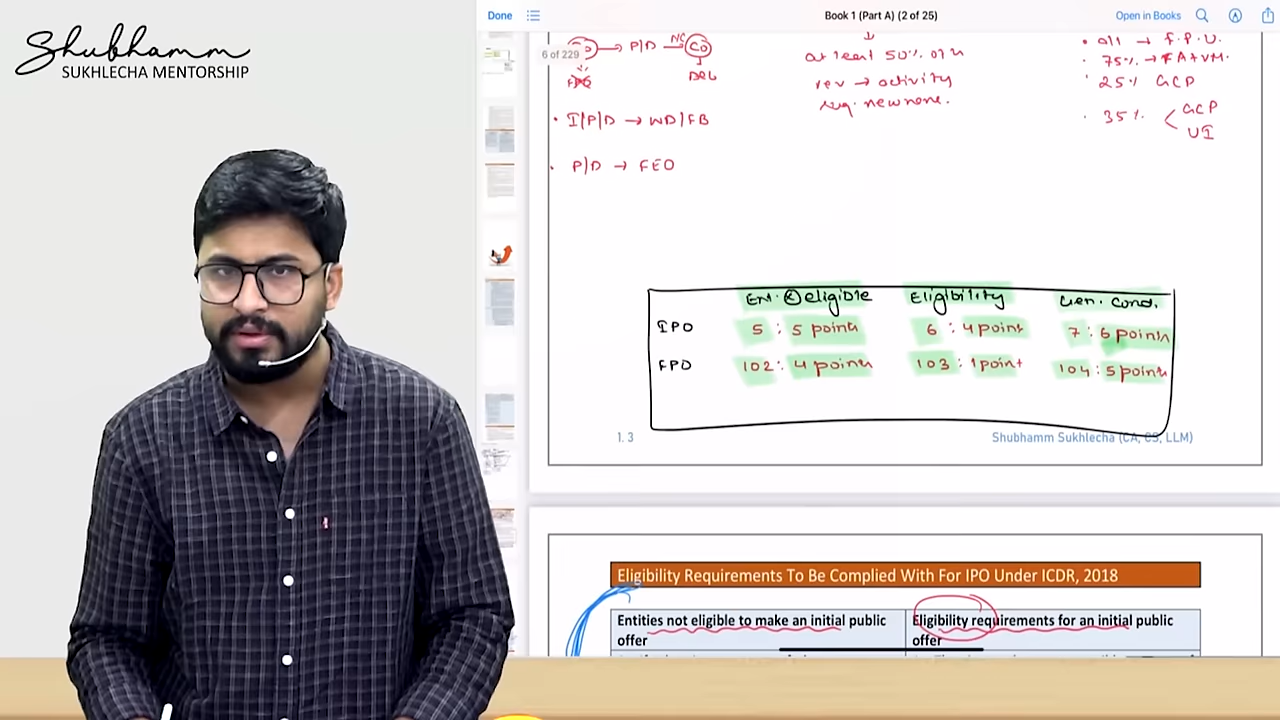 Shubhamm
SUKHLECHA MENTORSHIP
Done
Book 1 (Part A) (2 of 25)
Open in Books
6 of 229
→ P/D
NC
CO
at least 50% of
rev → activity
• I/P/D → WD/FB
• P/D → FEO
• 75% →
• 25% GCP
• 35% < GCP
UI
Ent. Ⓧ eligible
Eligibility
Gen. Cond.
IPO
5 : 5 points
6 : 4 point
7 : 6 points
FPO
102 : 4 points
103 : 1 point
104 : 5 points
1. 3
Shubhamm Sukhlecha (CA, CS, LLM)
Eligibility Requirements To Be Complied With For IPO Under ICDR, 2018
Entities not eligible to make an initial public
offer
Eligibility requirements for an initial public
offer